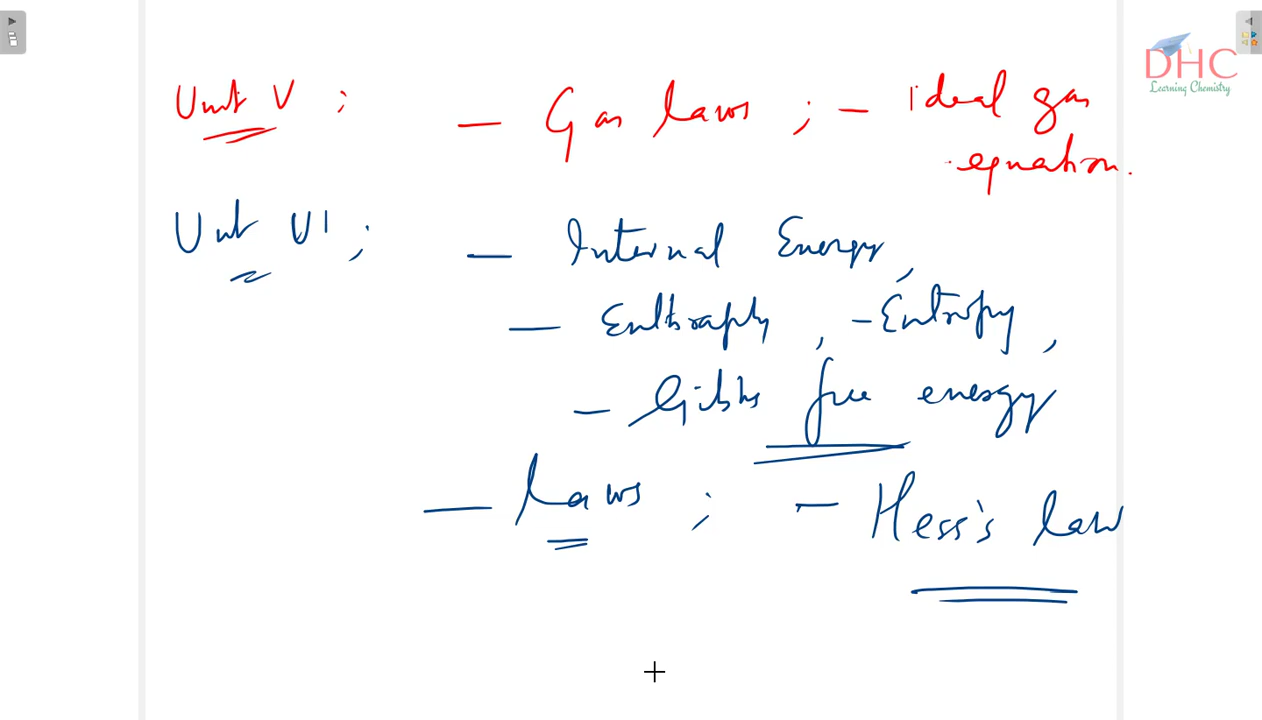 DHC
Learning Chemistry
Unit V ; — Gas laws ; — Ideal gas
equation.
Unit VI ; — Internal Energy,
— Enthalpy , — Entropy ,
— Gibbs free energy
— Laws ; — Hess's law